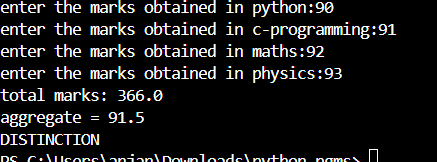 enter the marks obtained in python:90
enter the marks obtained in c-programming:91
enter the marks obtained in maths:92
enter the marks obtained in physics:93
total marks: 366.0
aggregate = 91.5
DISTINCTION
PS C:\Users\anjan\Downloads\python pgms>